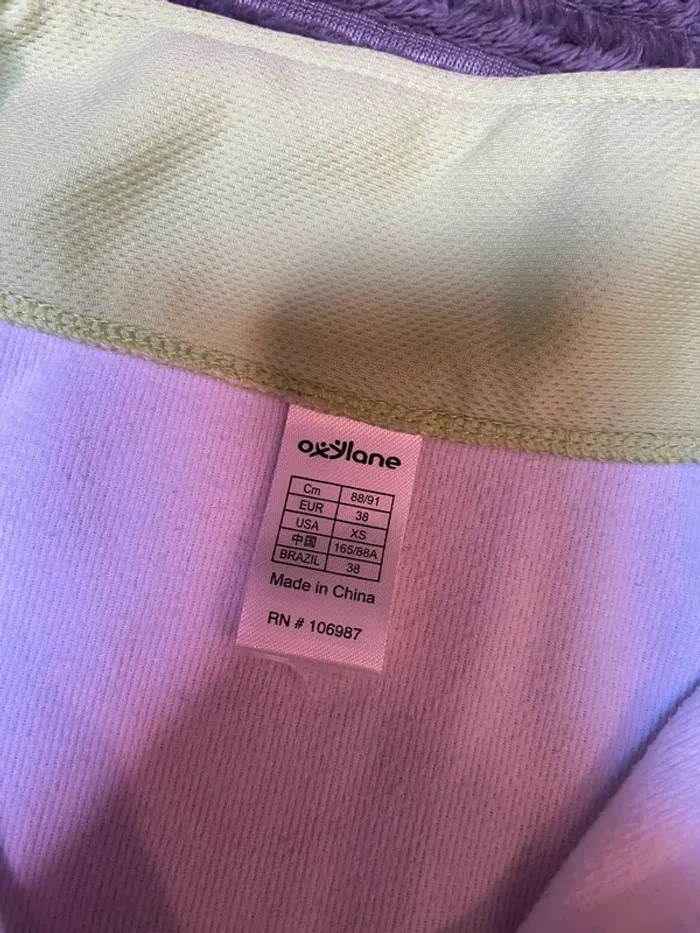 oxylane
Cm 88/91
EUR 38
USA XS
中国 165/88A
BRAZIL 38
Made in China
RN # 106987